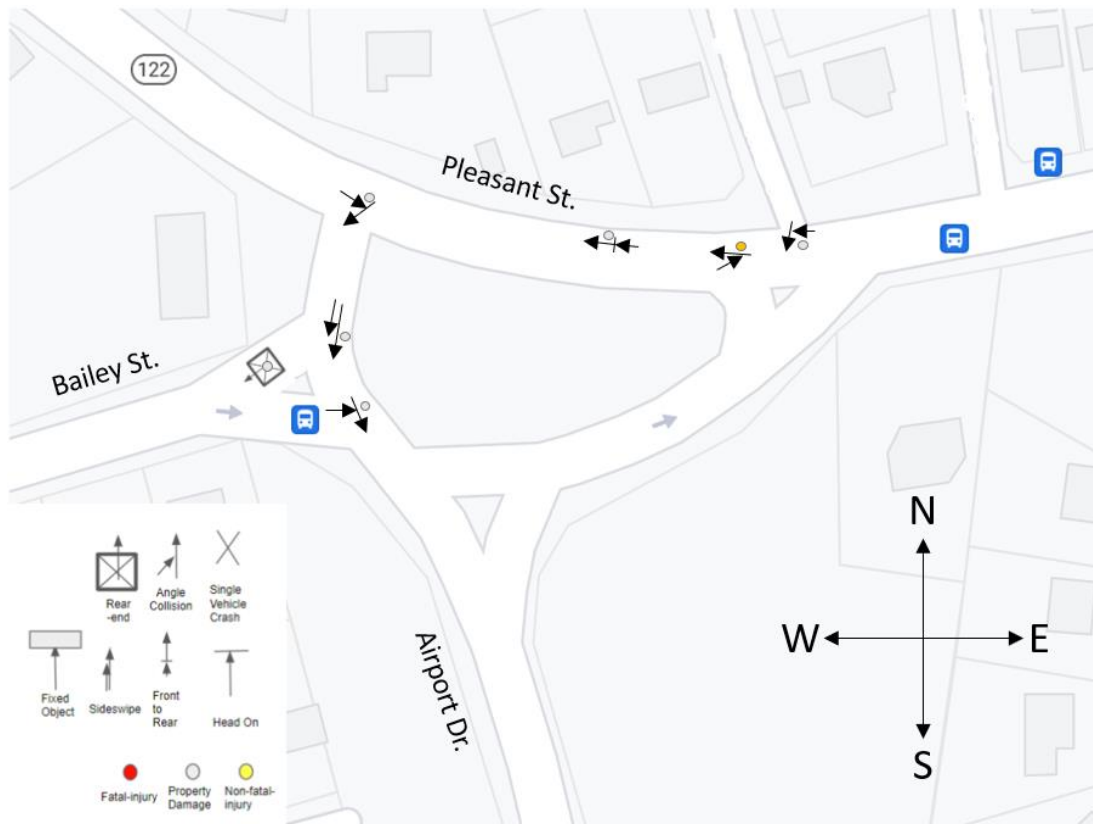 122
Pleasant St.
Bailey St.
N
W
E
S
Airport Dr.
Rear
-end
Angle
Collision
Single
Vehicle
Crash
Fixed
Object
Sideswipe
Front
to
Rear
Head On
Fatal-injury
Property
Damage
Non-fatal-
injury